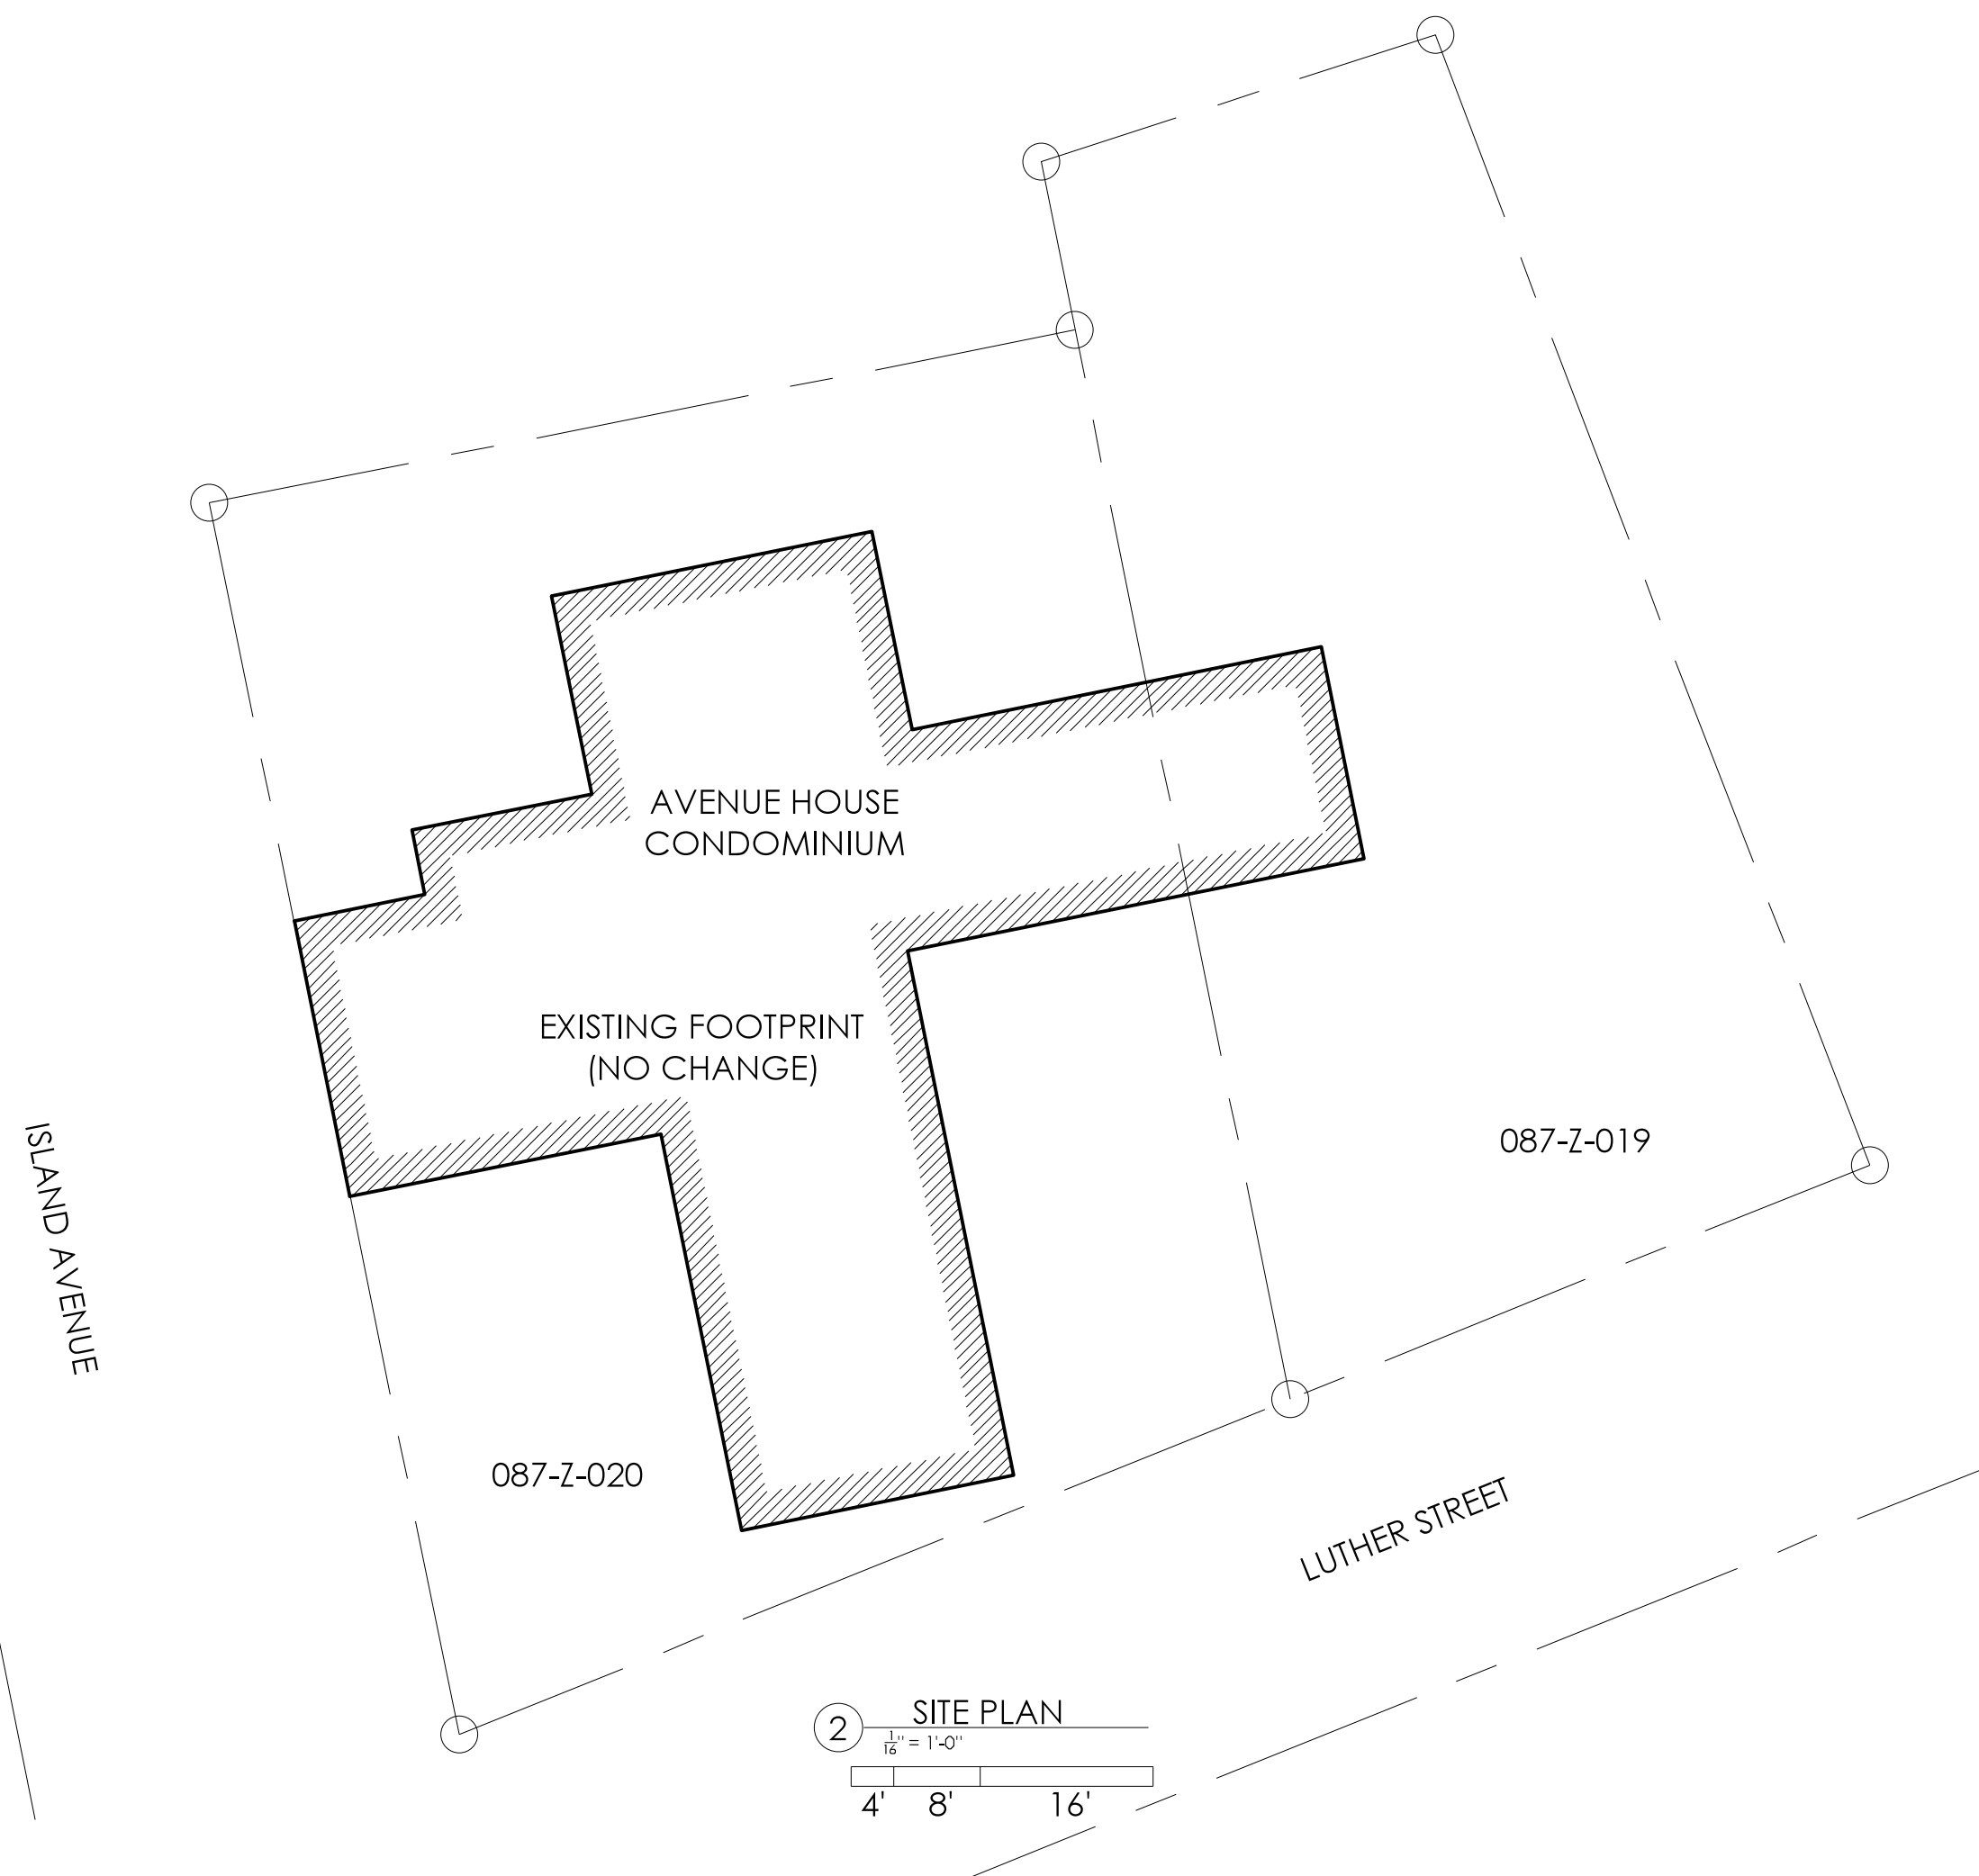 AVENUE HOUSE
CONDOMINIUM
EXISTING FOOTPRINT
(NO CHANGE)
ISLAND AVENUE
087-Z-019
087-Z-020
LUTHER STREET
2
SITE PLAN
1/16" = 1'-0"
4' 8' 16'